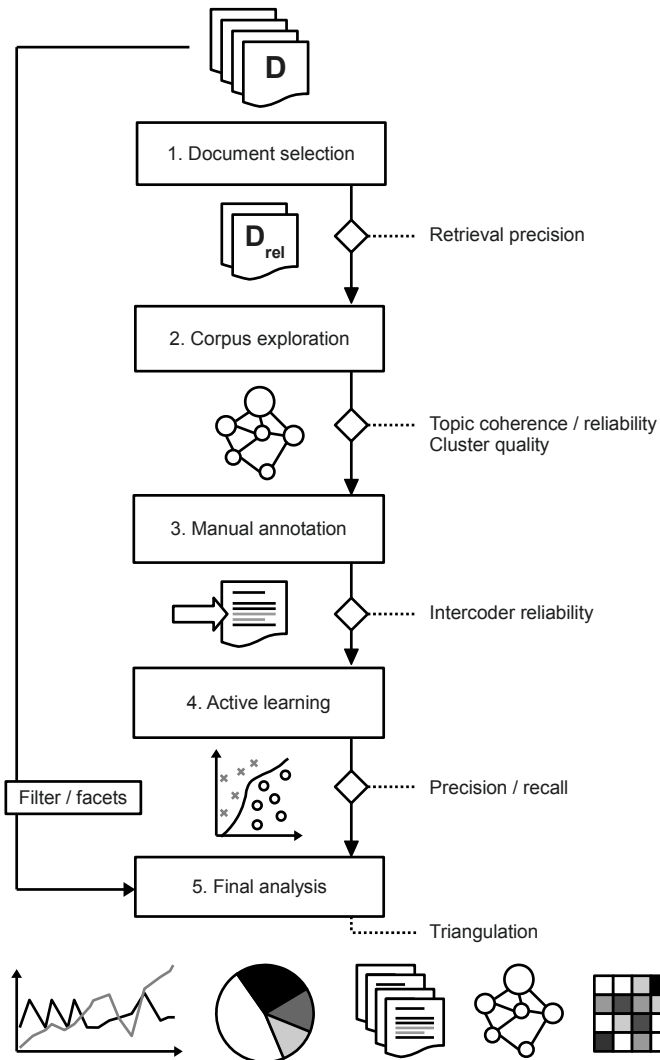 D
1. Document selection
D rel
Retrieval precision
2. Corpus exploration
Topic coherence / reliability
Cluster quality
3. Manual annotation
Intercoder reliability
4. Active learning
Filter / facets
Precision / recall
5. Final analysis
Triangulation